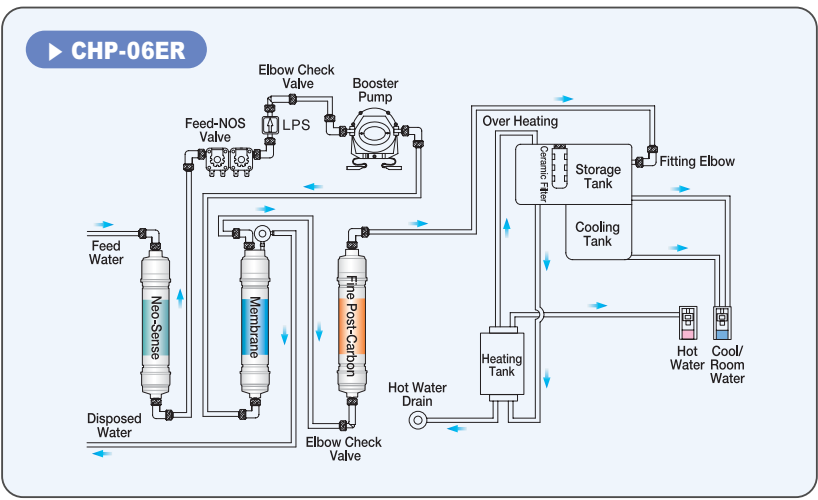 CHP-06ER
Elbow Check
Valve
Booster
Pump
Feed-NOS
Valve
LPS
Over Heating
Ceramic Filter
Storage
Tank
Fitting Elbow
Cooling
Tank
Feed
Water
Neo-Sense
Membrane
Fine Post-Carbon
Heating
Tank
Hot
Water
Cool/
Room
Water
Hot Water
Drain
Disposed
Water
Elbow Check
Valve